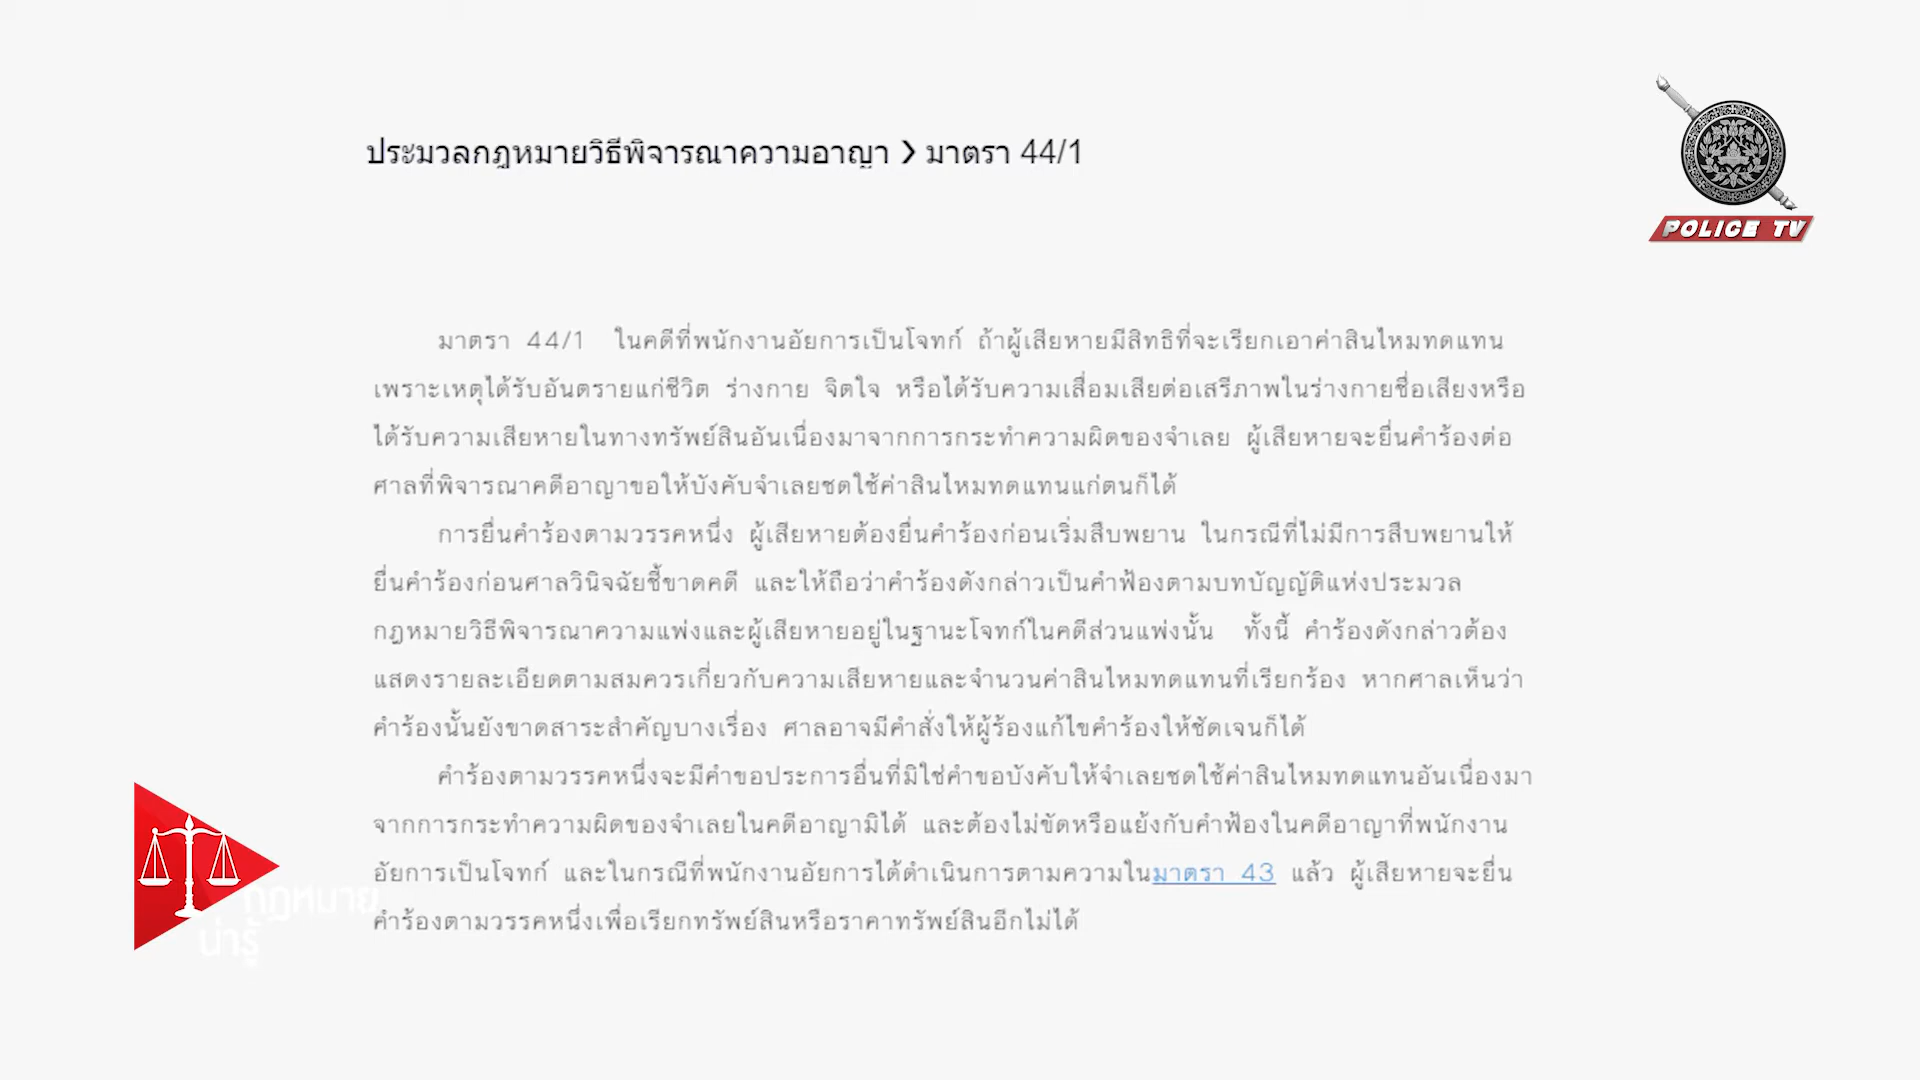 ประมวลกฎหมายวิธีพิจารณาความอาญา > มาตรา 44/1
POLICE TV
มาตรา 44/1 ในคดีที่พนักงานอัยการเป็นโจทก์ ถ้าผู้เสียหายมีสิทธิที่จะเรียกเอาค่าสินไหมทดแทน
เพราะเหตุได้รับอันตรายแก่ชีวิต ร่างกาย จิตใจ หรือได้รับความเสื่อมเสียต่อเสรีภาพในร่างกายชื่อเสียงหรือ
ได้รับความเสียหายในทางทรัพย์สินอันเนื่องมาจากการกระทำความผิดของจำเลย ผู้เสียหายจะยื่นคำร้องต่อ
ศาลที่พิจารณาคดีอาญาขอให้บังคับจำเลยชดใช้ค่าสินไหมทดแทนแก่ตนก็ได้
การยื่นคำร้องตามวรรคหนึ่ง ผู้เสียหายต้องยื่นคำร้องก่อนเริ่มสืบพยาน ในกรณีที่ไม่มีการสืบพยานให้
ยื่นคำร้องก่อนศาลวินิจฉัยชี้ขาดคดี และให้ถือว่าคำร้องดังกล่าวเป็นคำฟ้องตามบทบัญญัติแห่งประมวล
กฎหมายวิธีพิจารณาความแพ่งและผู้เสียหายอยู่ในฐานะโจทก์ในคดีส่วนแพ่งนั้น ทั้งนี้ คำร้องดังกล่าวต้อง
แสดงรายละเอียดตามสมควรเกี่ยวกับความเสียหายและจำนวนค่าสินไหมทดแทนที่เรียกร้อง หากศาลเห็นว่า
คำร้องนั้นยังขาดสาระสำคัญบางเรื่อง ศาลอาจมีคำสั่งให้ผู้ร้องแก้ไขคำร้องให้ชัดเจนก็ได้
คำร้องตามวรรคหนึ่งจะมีคำขอประการอื่นที่มิใช่คำขอบังคับให้จำเลยชดใช้ค่าสินไหมทดแทนอันเนื่องมา
จากการกระทำความผิดของจำเลยในคดีอาญามิได้ และต้องไม่ขัดหรือแย้งกับคำฟ้องในคดีอาญาที่พนักงาน
อัยการเป็นโจทก์ และในกรณีที่พนักงานอัยการได้ดำเนินการตามความในมาตรา 43 แล้ว ผู้เสียหายจะยื่น
คำร้องตามวรรคหนึ่งเพื่อเรียกทรัพย์สินหรือราคาทรัพย์สินอีกไม่ได้
กฎหมาย
น่ารู้